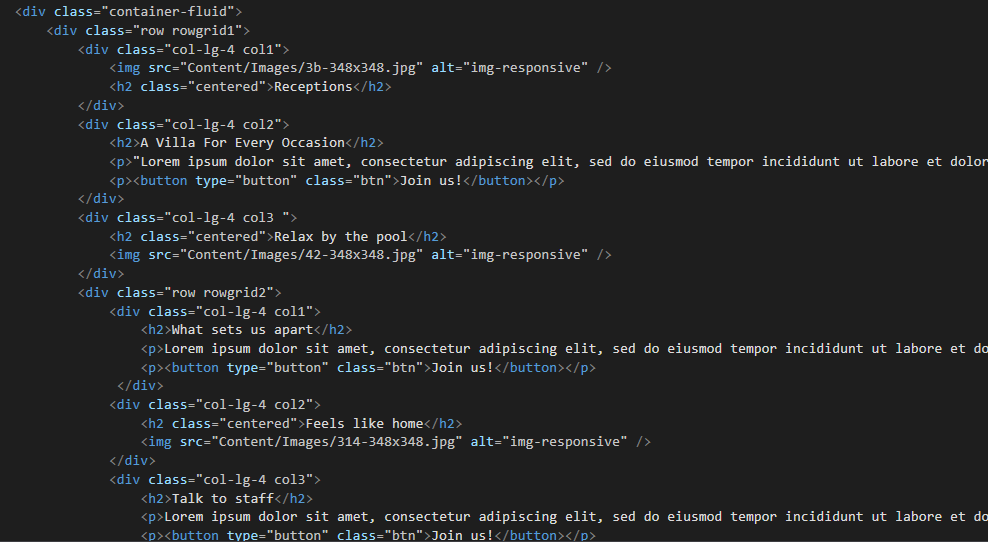 <div class="container-fluid">
<div class="row rowgrid1">
<div class="col-lg-4 col1">
<img src="Content/Images/3b-348x348.jpg" alt="img-responsive" />
<h2 class="centered">Receptions</h2>
</div>
<div class="col-lg-4 col2">
<h2>A Villa For Every Occasion</h2>
<p>"Lorem ipsum dolor sit amet, consectetur adipiscing elit, sed do eiusmod tempor incididunt ut labore et dolor
<p><button type="button" class="btn">Join us!</button></p>
</div>
<div class="col-lg-4 col3 ">
<h2 class="centered">Relax by the pool</h2>
<img src="Content/Images/42-348x348.jpg" alt="img-responsive" />
</div>
<div class="row rowgrid2">
<div class="col-lg-4 col1">
<h2>What sets us apart</h2>
<p>Lorem ipsum dolor sit amet, consectetur adipiscing elit, sed do eiusmod tempor incididunt ut labore et do
<p><button type="button" class="btn">Join us!</button></p>
</div>
<div class="col-lg-4 col2">
<h2 class="centered">Feels like home</h2>
<img src="Content/Images/314-348x348.jpg" alt="img-responsive" />
</div>
<div class="col-lg-4 col3">
<h2>Talk to staff</h2>
<p>Lorem ipsum dolor sit amet, consectetur adipiscing elit, sed do eiusmod tempor incididunt ut labore et do
<p><button type="button" class="btn">Join us!</button></p>